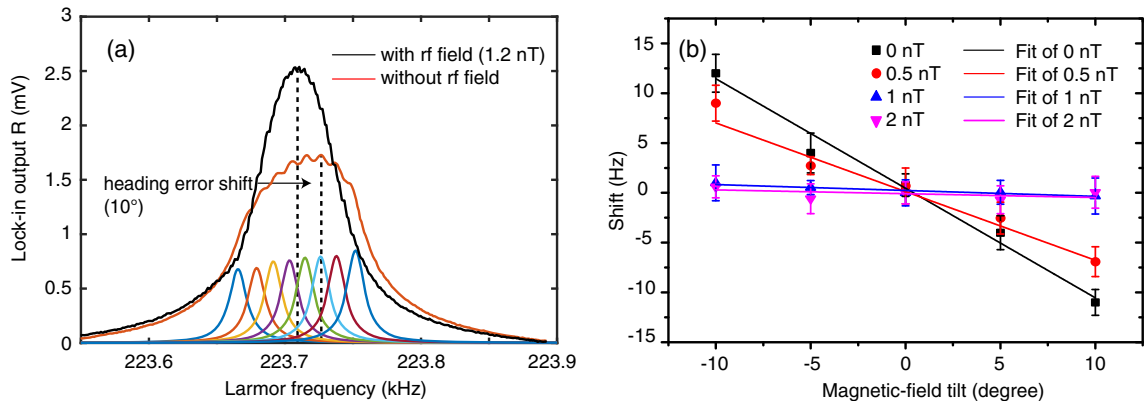 (a)
with rf field (1.2 nT)
without rf field
heading error shift
(10°)
Lock-in output R (mV)
3
2.5
2
1.5
1
0.5
0
223.6
223.7
223.8
223.9
Larmor frequency (kHz)
(b)
0 nT
Fit of 0 nT
0.5 nT
Fit of 0.5 nT
1 nT
Fit of 1 nT
2 nT
Fit of 2 nT
Shift (Hz)
15
10
5
0
-5
-10
-15
-10
-5
0
5
10
Magnetic-field tilt (degree)